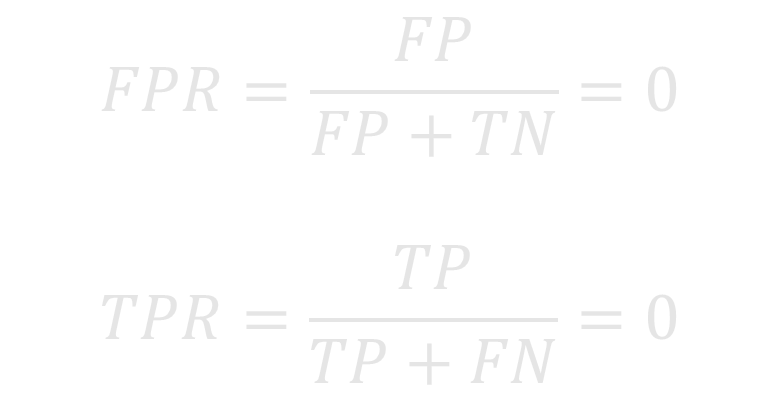 FPR = FP / (FP + TN) = 0
TPR = TP / (TP + FN) = 0